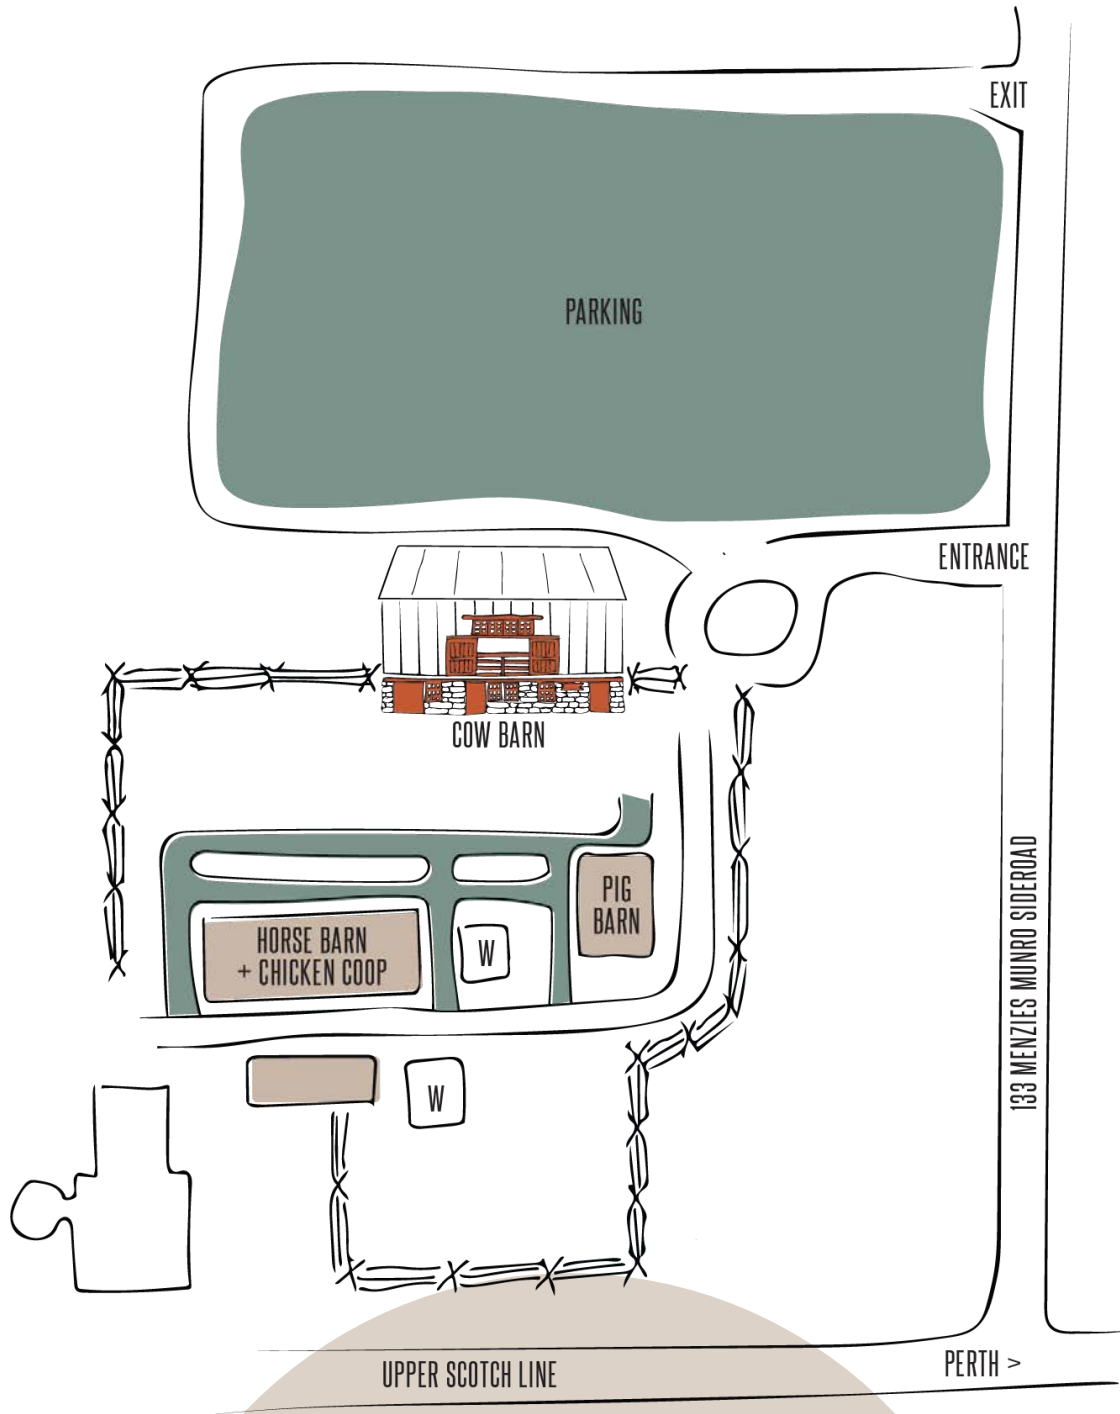 EXIT
PARKING
ENTRANCE
COW BARN
PIG
BARN
HORSE BARN
+ CHICKEN COOP
W
W
133 MENZIES MUNRO SIDEROAD
UPPER SCOTCH LINE
PERTH >